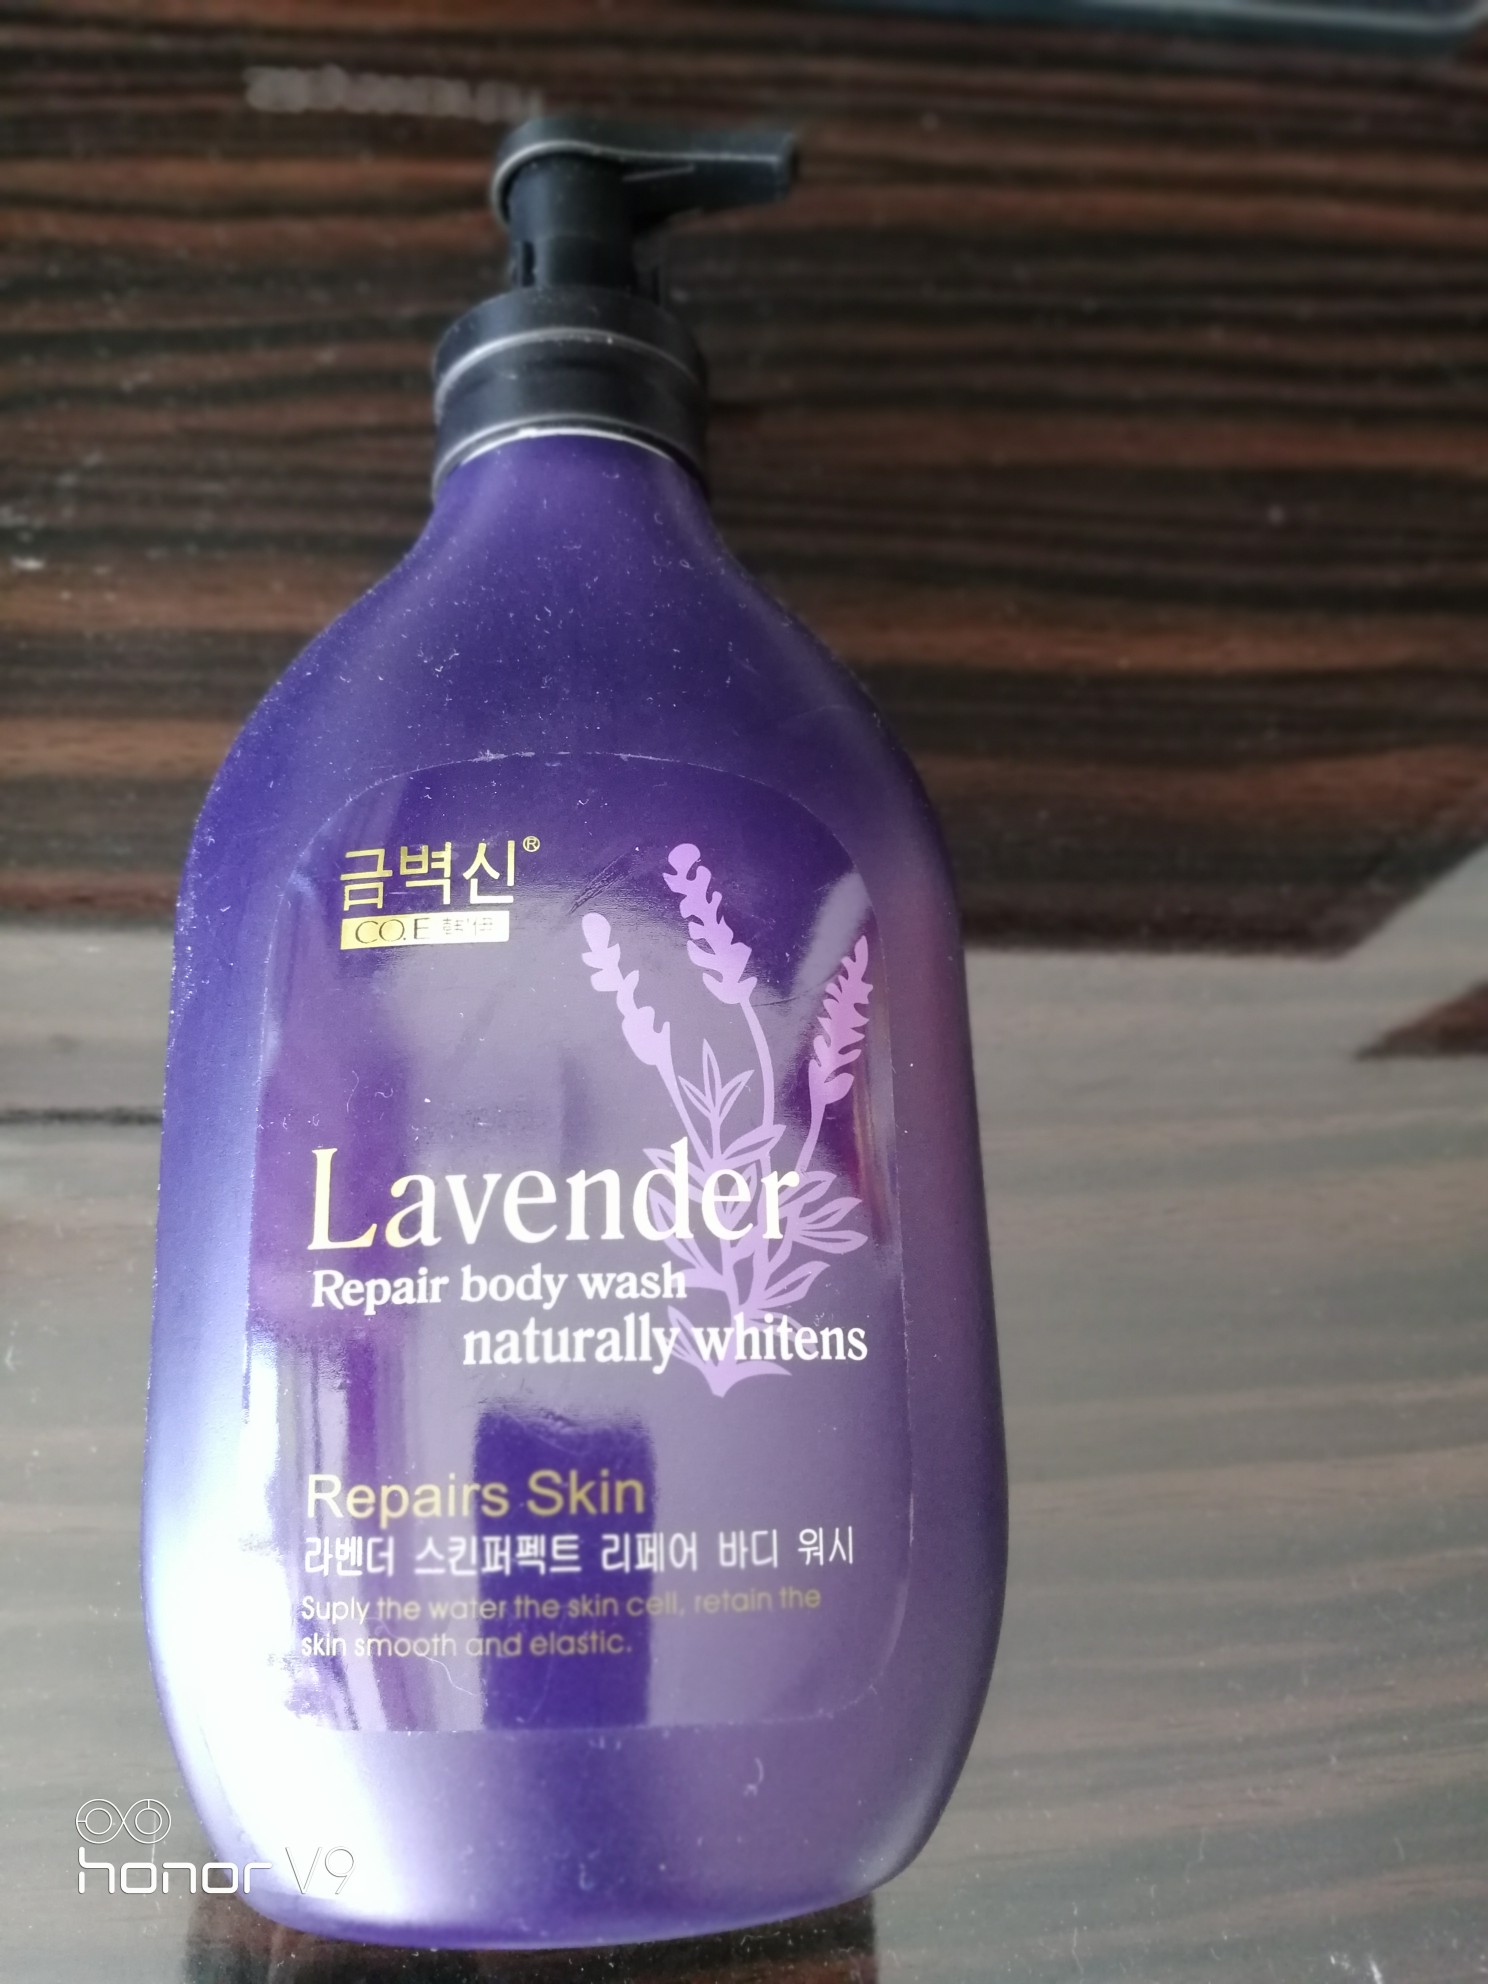 금벽신®
CO.E 韩伊
Lavender
Repair body wash
naturally whitens
Repairs Skin
라벤더 스킨퍼펙트 리페어 바디 워시
Suply the water the skin cell, retain the
skin smooth and elastic.
honor V9